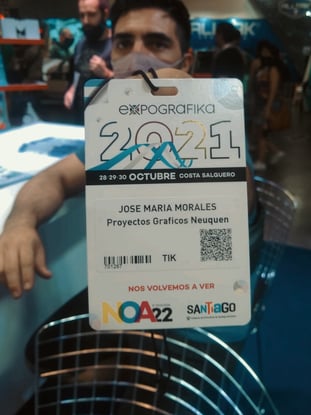 EXPOGRAFIKA
2021
28·29·30 OCTUBRE COSTA SALGUERO
JOSE MARIA MORALES
Proyectos Graficos Neuquen
TIK
NOS VOLVEMOS A VER
NOA22
SANTIAGO